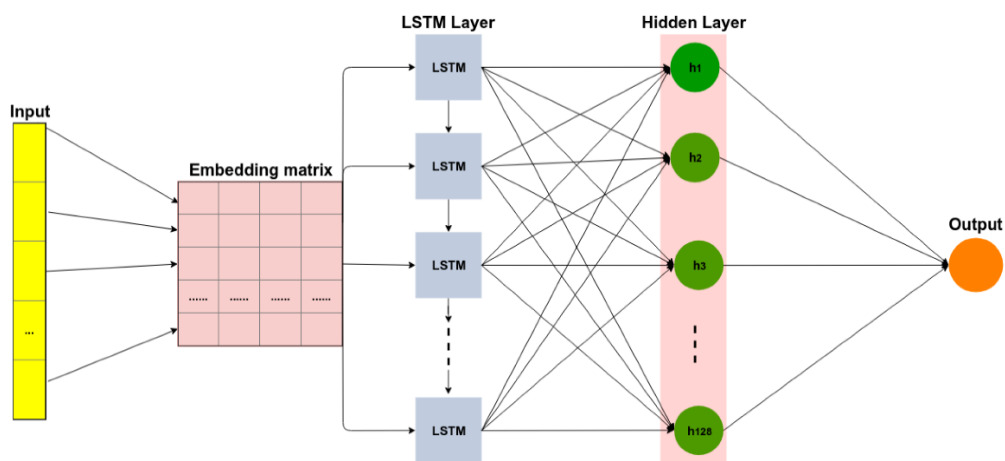 LSTM Layer
Hidden Layer
LSTM
h1
Input
LSTM
h2
Embedding matrix
Output
LSTM
h3
...... ...... ...... ......
...
LSTM
h128